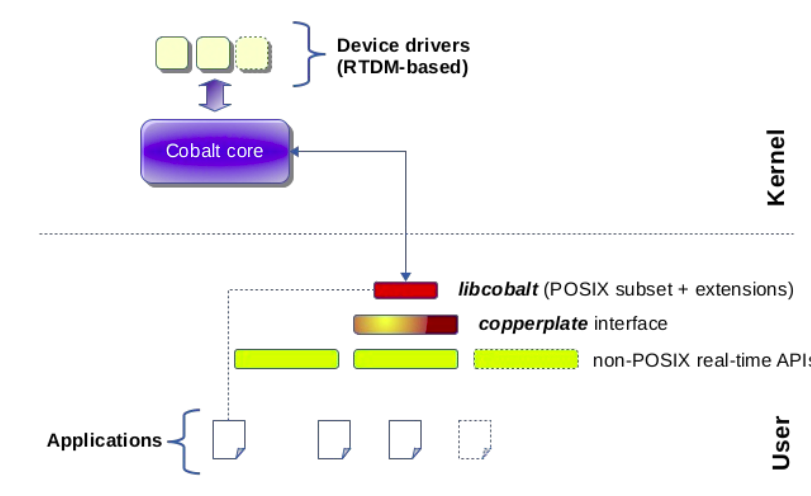 Device drivers
(RTDM-based)
Cobalt core
Kernel
libcobalt (POSIX subset + extensions)
copperplate interface
non-POSIX real-time APIs
Applications
User